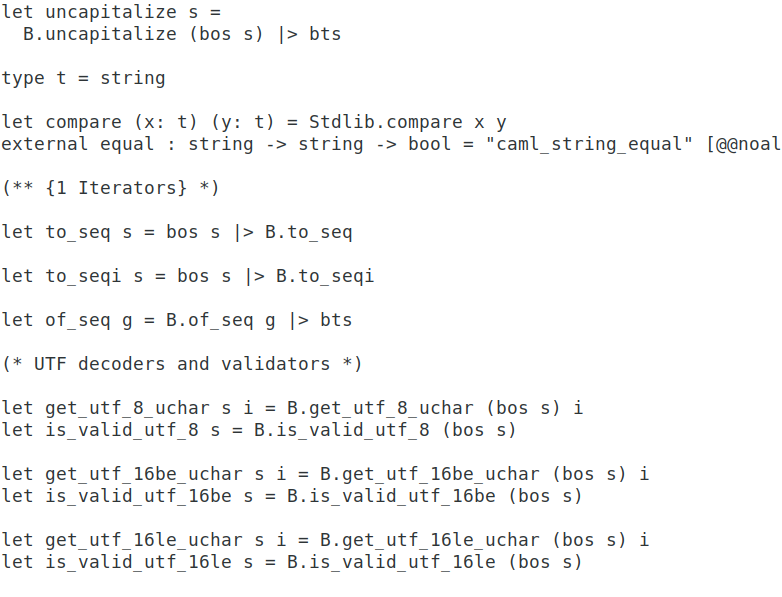 let uncapitalize s =
  B.uncapitalize (bos s) |> bts

type t = string

let compare (x: t) (y: t) = Stdlib.compare x y
external equal : string -> string -> bool = "caml_string_equal" [@@noal

(** {1 Iterators} *)

let to_seq s = bos s |> B.to_seq

let to_seqi s = bos s |> B.to_seqi

let of_seq g = B.of_seq g |> bts

(* UTF decoders and validators *)

let get_utf_8_uchar s i = B.get_utf_8_uchar (bos s) i
let is_valid_utf_8 s = B.is_valid_utf_8 (bos s)

let get_utf_16be_uchar s i = B.get_utf_16be_uchar (bos s) i
let is_valid_utf_16be s = B.is_valid_utf_16be (bos s)

let get_utf_16le_uchar s i = B.get_utf_16le_uchar (bos s) i
let is_valid_utf_16le s = B.is_valid_utf_16le (bos s)